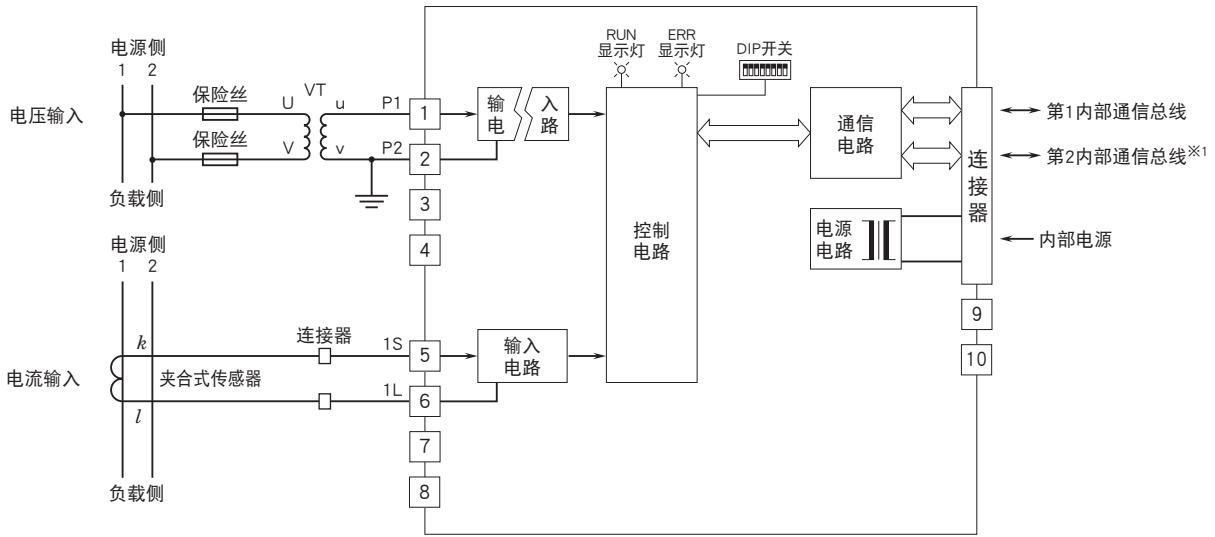 电源侧
1 2
电压输入
保险丝
保险丝
U VT u P1
V v P2
负载侧
1
2
3
4
输入
电路
RUN
显示灯
ERR
显示灯
DIP开关
控制
电路
通信
电路
电源
电路
连接器
第1内部通信总线
第2内部通信总线※1
内部电源
9
10
电源侧
1 2
电流输入
k
l
夹合式传感器
连接器
1S
1L
负载侧
5
6
7
8
输入
电路